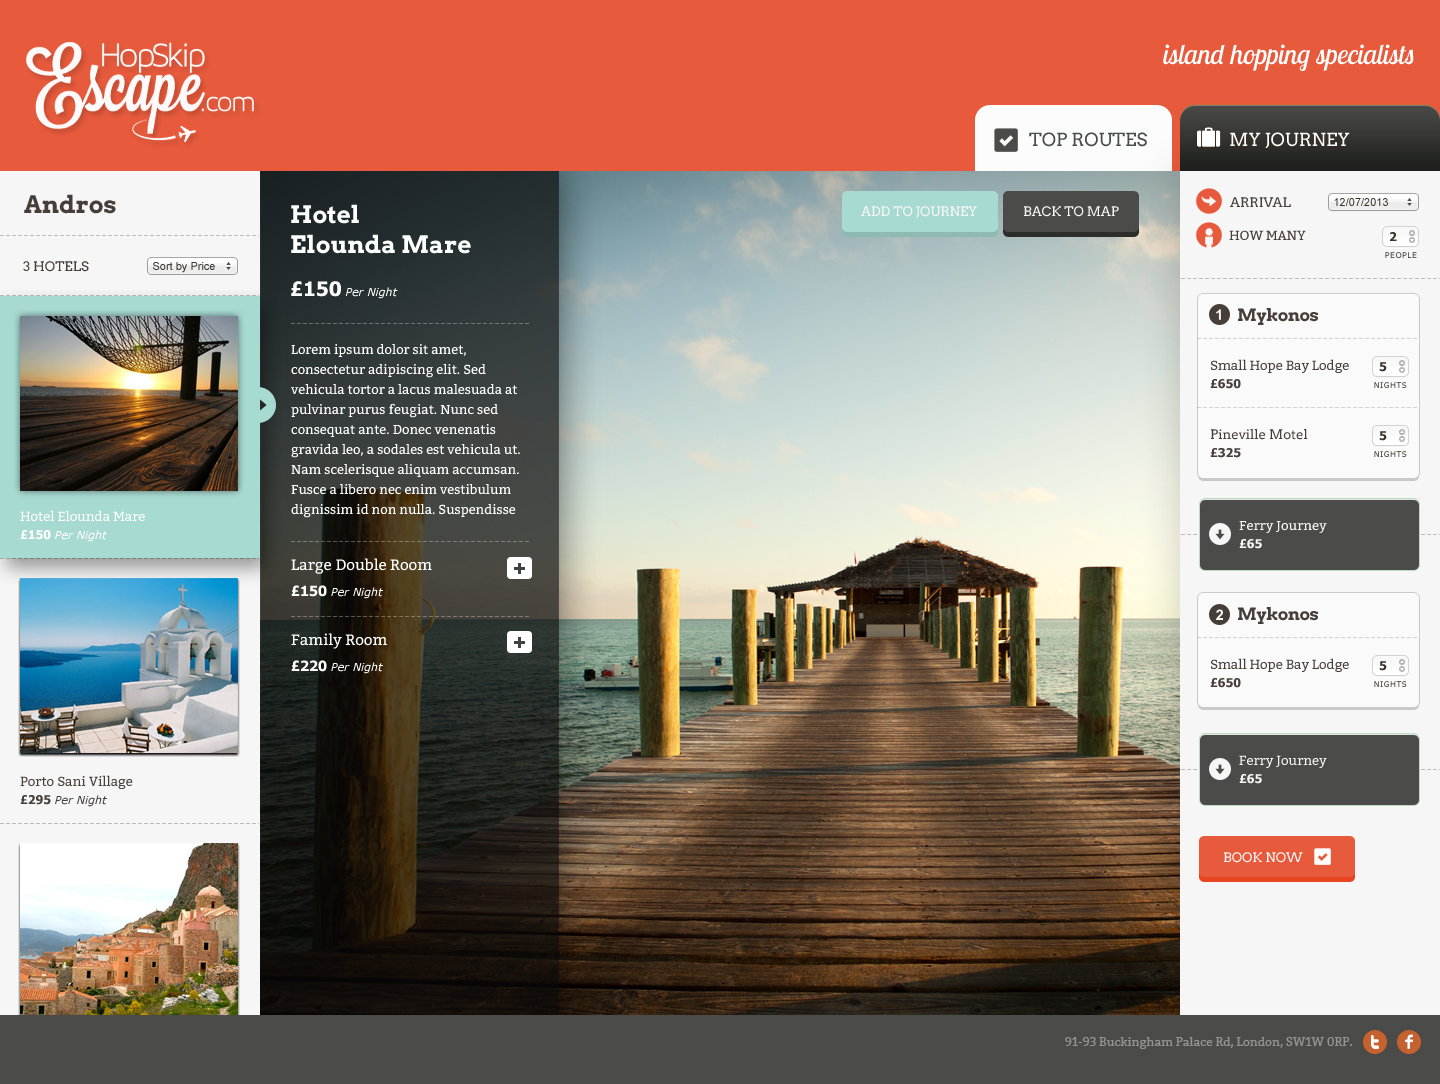 HopSkip
Escape.com
island hopping specialists
TOP ROUTES
MY JOURNEY
Andros
3 HOTELS
Sort by Price
Hotel Elounda Mare
£150 Per Night
Porto Sani Village
£295 Per Night
Hotel
Elounda Mare
£150 Per Night
Lorem ipsum dolor sit amet,
consectetur adipiscing elit. Sed
vehicula tortor a lacus malesuada at
pulvinar purus feugiat. Nunc sed
consequat ante. Donec venenatis
gravida leo, a sodales est vehicula ut.
Nam scelerisque aliquam accumsan.
Fusce a libero nec enim vestibulum
dignissim id non nulla. Suspendisse
Large Double Room
£150 Per Night
Family Room
£220 Per Night
ADD TO JOURNEY
BACK TO MAP
ARRIVAL
12/07/2013
HOW MANY
2
PEOPLE
1 Mykonos
Small Hope Bay Lodge
£650
5
NIGHTS
Pineville Motel
£325
5
NIGHTS
Ferry Journey
£65
2 Mykonos
Small Hope Bay Lodge
£650
5
NIGHTS
Ferry Journey
£65
BOOK NOW
91-93 Buckingham Palace Rd, London, SW1W 0RP.